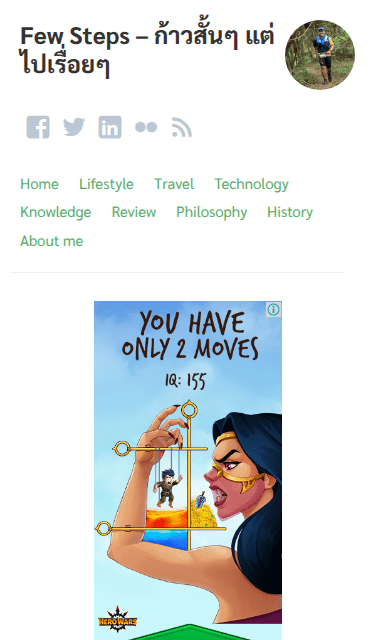 Few Steps – ก้าวสั้นๆ แต่
ไปเรื่อยๆ
Home Lifestyle Travel Technology
Knowledge Review Philosophy History
About me
YOU HAVE
ONLY 2 MOVES
IQ: 155
HERO WARS